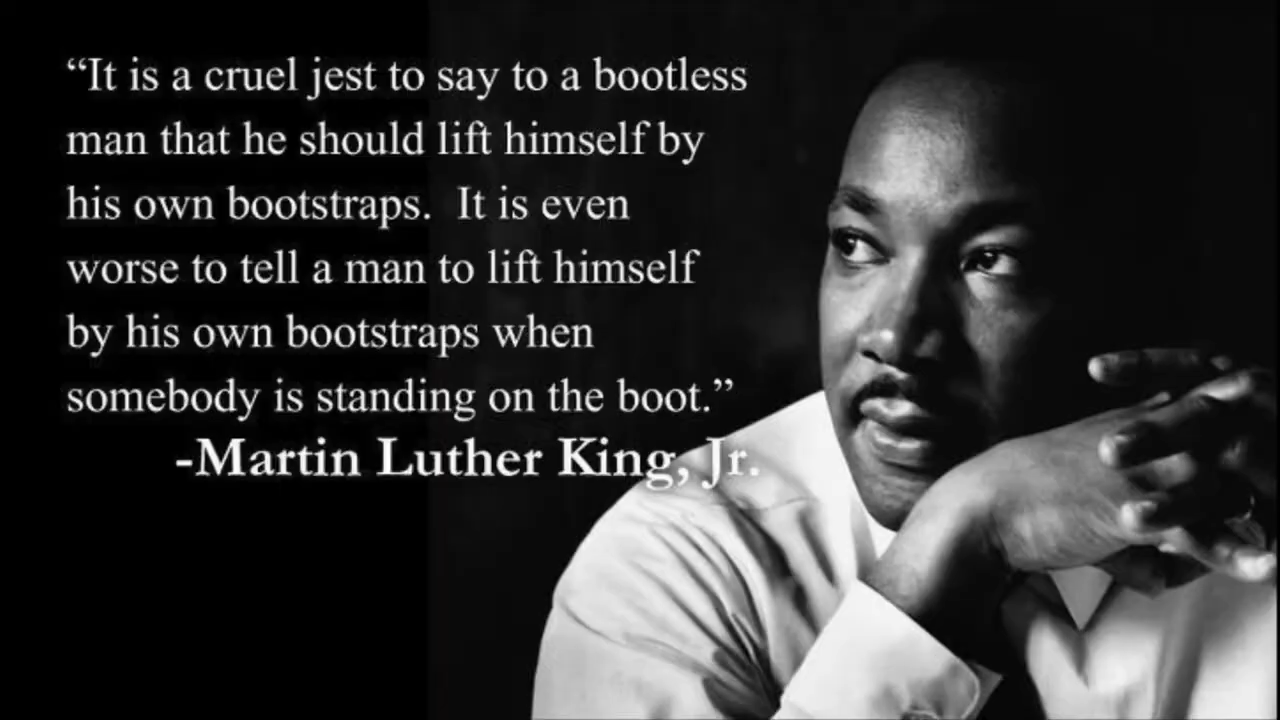 “It is a cruel jest to say to a bootless
man that he should lift himself by
his own bootstraps.  It is even
worse to tell a man to lift himself
by his own bootstraps when
somebody is standing on the boot.”
-Martin Luther King, Jr.